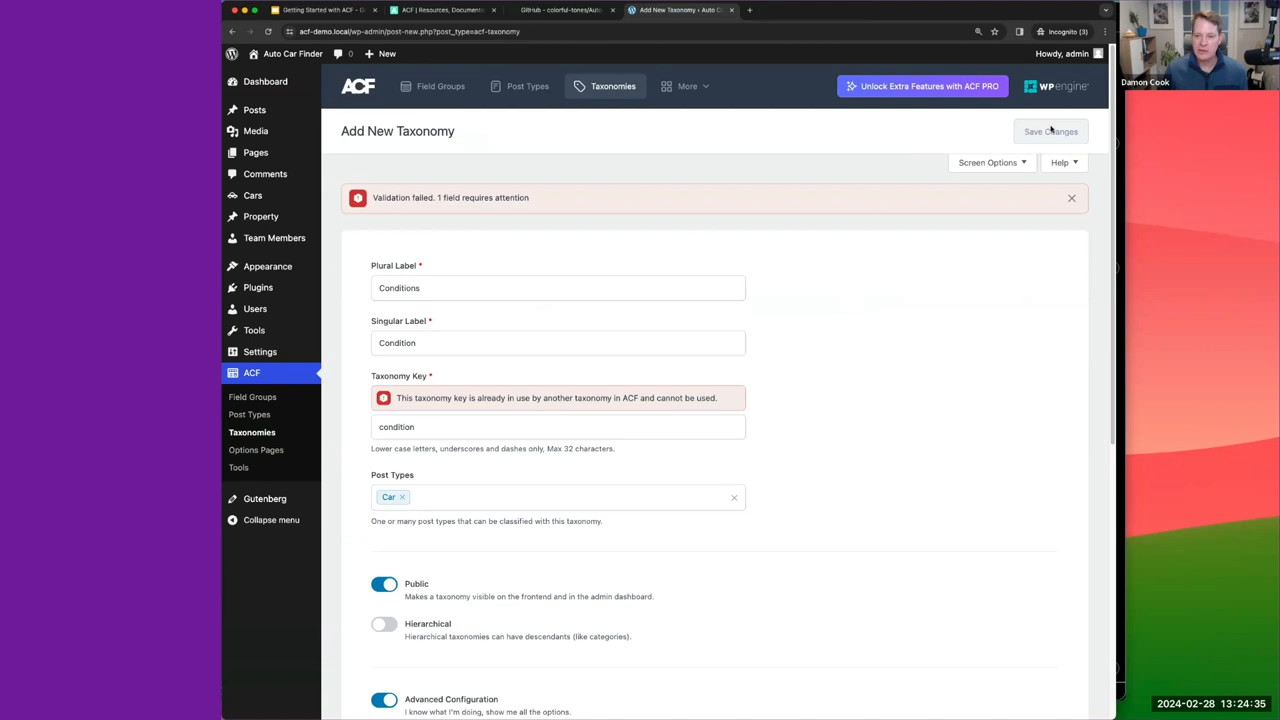 Getting Started with ACF - G
ACF | Resources, Document
GitHub - colorful-tones/Auto
Add New Taxonomy ‹ Auto C
acf-demo.local/wp-admin/post-new.php?post_type=acf-taxonomy
Incognito (3)
Auto Car Finder
0
New
Howdy, admin
Damon Cook
Dashboard
Posts
Media
Pages
Comments
Cars
Property
Team Members
Appearance
Plugins
Users
Tools
Settings
ACF
Field Groups
Post Types
Taxonomies
Options Pages
Tools
Gutenberg
Collapse menu
ACF
Field Groups
Post Types
Taxonomies
More
Unlock Extra Features with ACF PRO
WPengine
Add New Taxonomy
Save Changes
Screen Options
Help
Validation failed. 1 field requires attention
Plural Label *
Conditions
Singular Label *
Condition
Taxonomy Key *
This taxonomy key is already in use by another taxonomy in ACF and cannot be used.
condition
Lower case letters, underscores and dashes only, Max 32 characters.
Post Types
Car
One or many post types that can be classified with this taxonomy.
Public
Makes a taxonomy visible on the frontend and in the admin dashboard.
Hierarchical
Hierarchical taxonomies can have descendants (like categories).
Advanced Configuration
I know what I'm doing, show me all the options.
2024-02-28 13:24:35